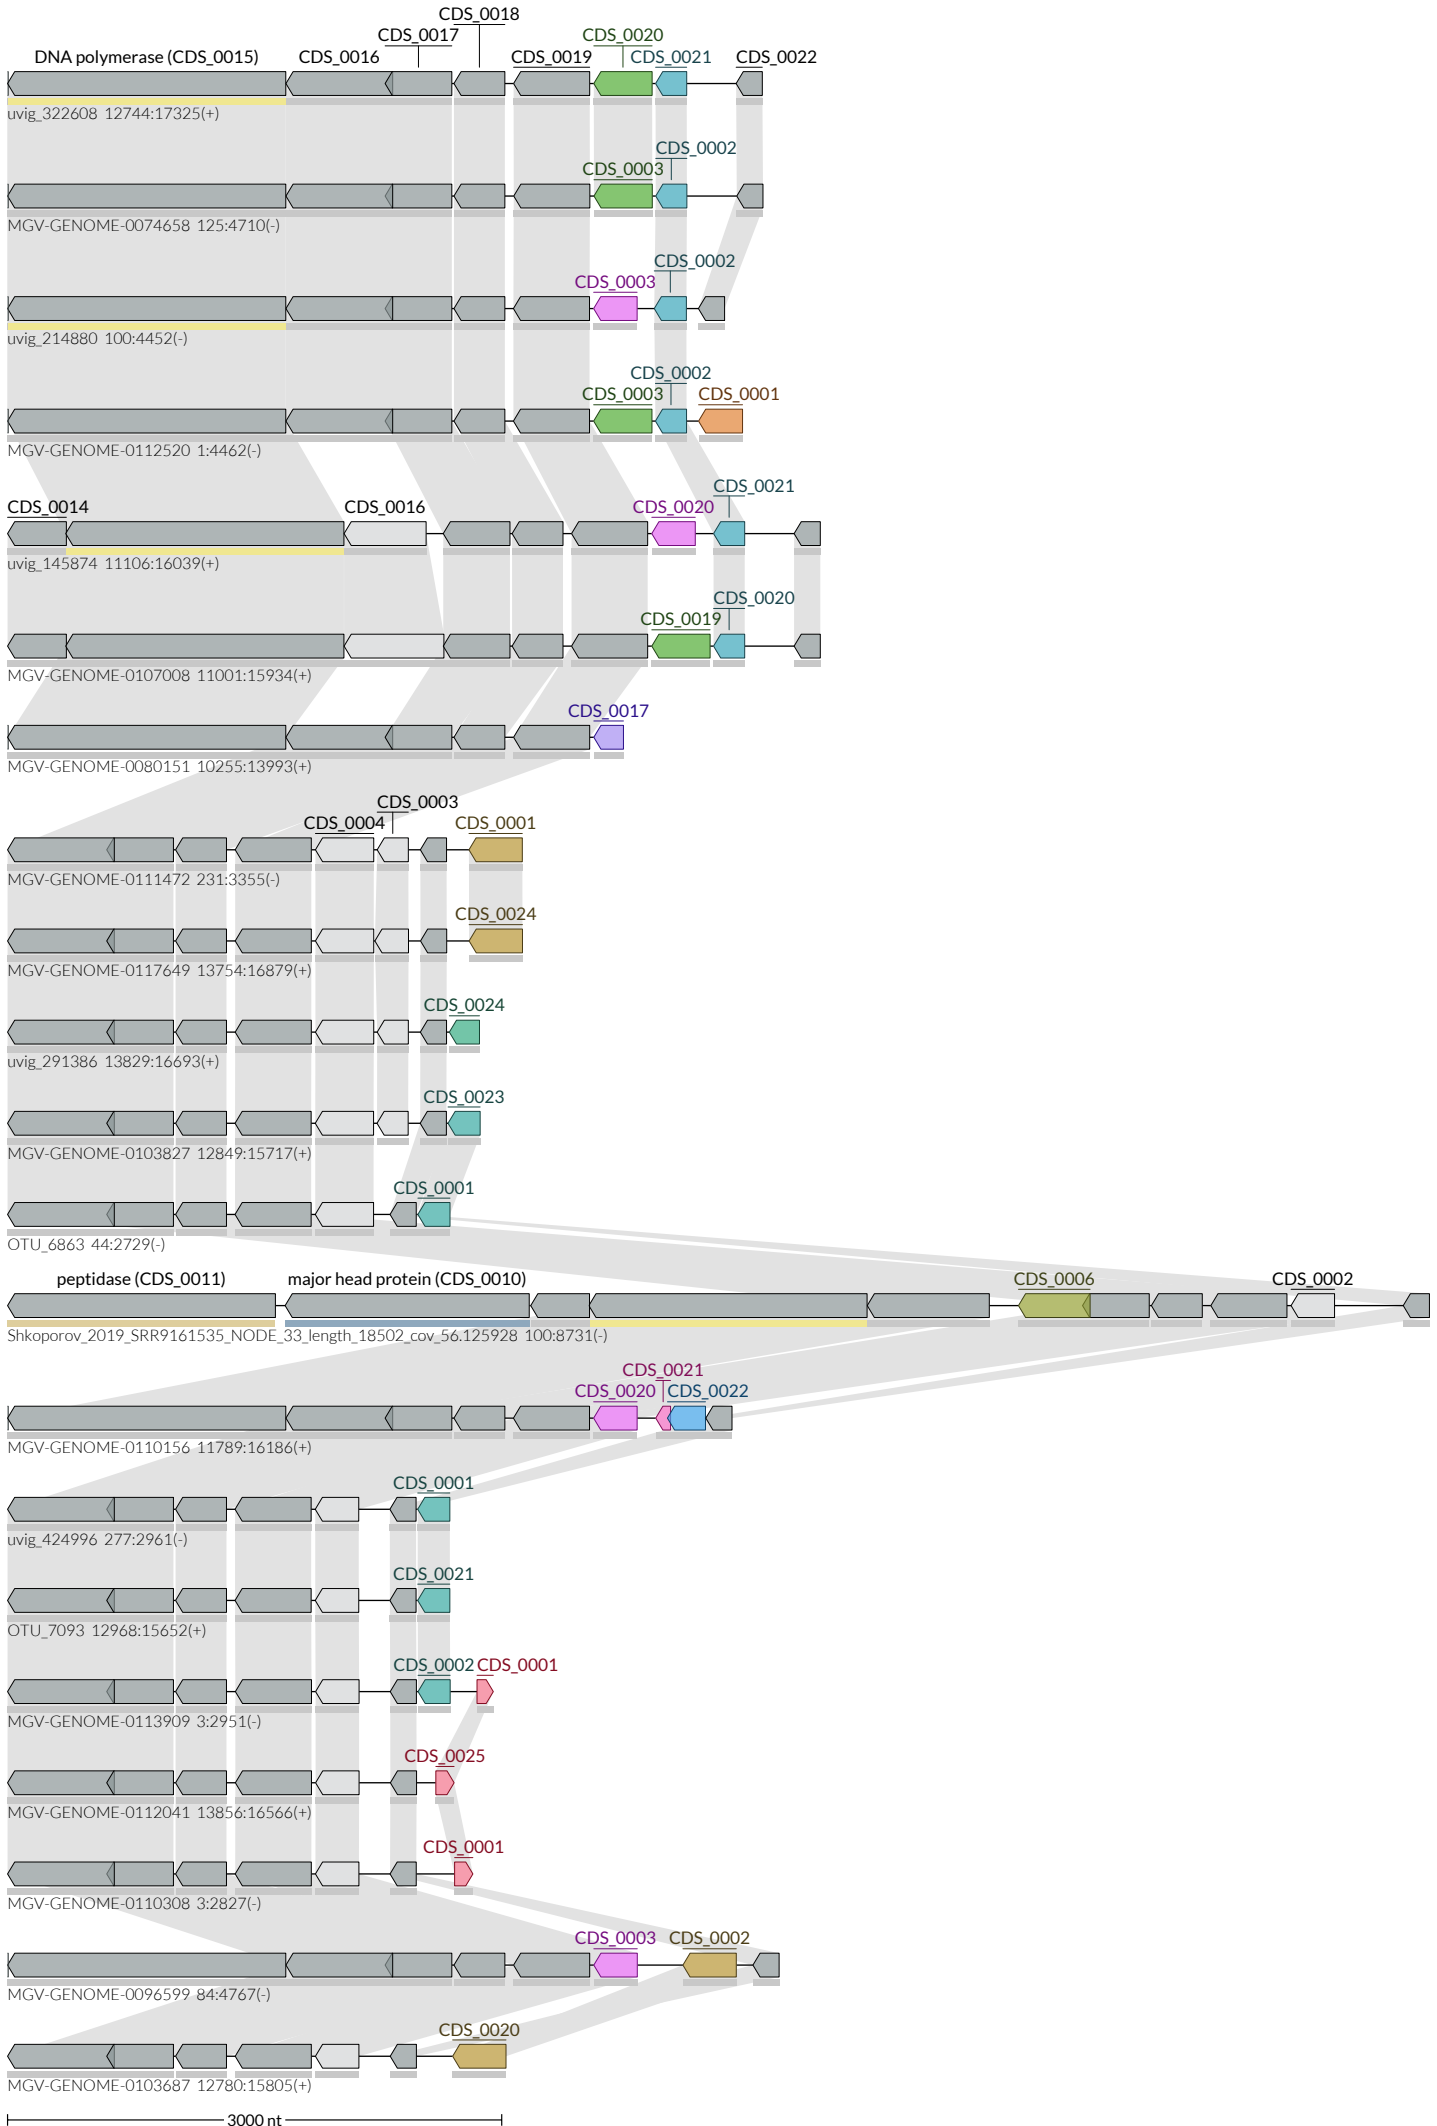 CDS_0018
CDS_0017 CDS_0020
DNA polymerase (CDS_0015) CDS_0016 CDS_0019 CDS_0021 CDS_0022
uvig_322608 12744:17325(+)
CDS_0002
CDS_0003
MGV-GENOME-0074658 125:4710(-)
CDS_0002
CDS_0003
uvig_214880 100:4452(-)
CDS_0002
CDS_0003 CDS_0001
MGV-GENOME-0112520 1:4462(-)
CDS_0021
CDS_0014 CDS_0016 CDS_0020
uvig_145874 11106:16039(+)
CDS_0020
CDS_0019
MGV-GENOME-0107008 11001:15934(+)
CDS_0017
MGV-GENOME-0080151 10255:13993(+)
CDS_0003
CDS_0004 CDS_0001
MGV-GENOME-0111472 231:3355(-)
CDS_0024
MGV-GENOME-0117649 13754:16879(+)
CDS_0024
uvig_291386 13829:16693(+)
CDS_0023
MGV-GENOME-0103827 12849:15717(+)
CDS_0001
OTU_6863 44:2729(-)
peptidase (CDS_0011) major head protein (CDS_0010) CDS_0006 CDS_0002
Shkoporov_2019_SRR9161535_NODE_33_length_18502_cov_56.125928 100:8731(-)
CDS_0021
CDS_0020 CDS_0022
MGV-GENOME-0110156 11789:16186(+)
CDS_0001
uvig_424996 277:2961(-)
CDS_0021
OTU_7093 12968:15652(+)
CDS_0002 CDS_0001
MGV-GENOME-0113909 3:2951(-)
CDS_0025
MGV-GENOME-0112041 13856:16566(+)
CDS_0001
MGV-GENOME-0110308 3:2827(-)
CDS_0003 CDS_0002
MGV-GENOME-0096599 84:4767(-)
CDS_0020
MGV-GENOME-0103687 12780:15805(+)
3000 nt